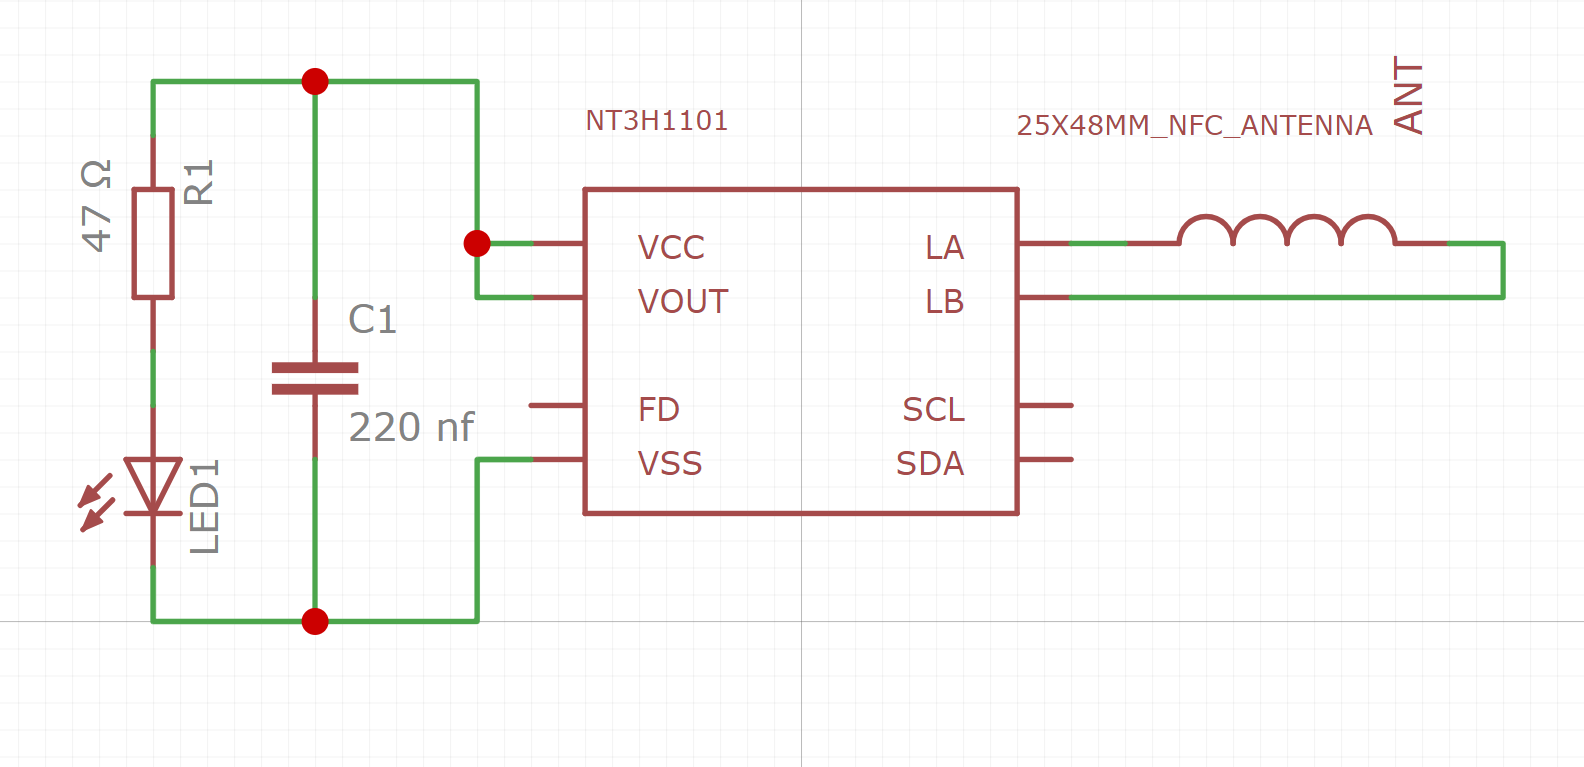 NT3H1101
25X48MM_NFC_ANTENNA
ANT
47 Ω
R1
VCC
LA
VOUT
LB
C1
FD
SCL
220 nf
VSS
SDA
LED1